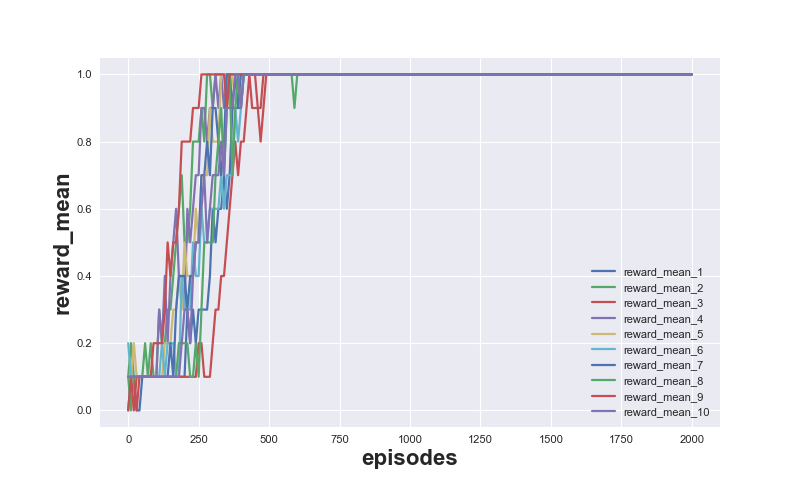 1.0
0.8
0.6
0.4
0.2
0.0
reward_mean
0
250
500
750
1000
1250
1500
1750
2000
episodes
reward_mean_1
reward_mean_2
reward_mean_3
reward_mean_4
reward_mean_5
reward_mean_6
reward_mean_7
reward_mean_8
reward_mean_9
reward_mean_10